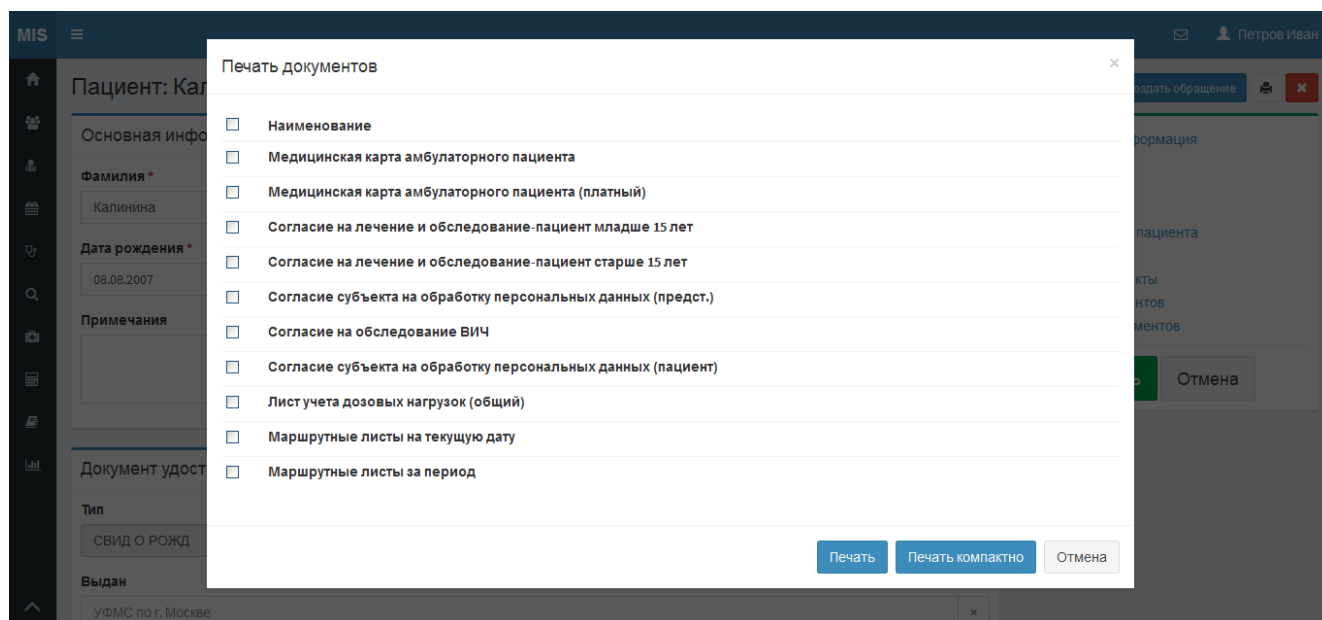 MIS
Петров Иван
Печать документов
Пациент: Кал
оздать обращение
Наименование
Основная инфо
формация
Медицинская карта амбулаторного пациента
Фамилия *
Медицинская карта амбулаторного пациента (платный)
Калинина
Согласие на лечение и обследование-пациент младше 15 лет
пациента
Дата рождения *
Согласие на лечение и обследование-пациент старше 15 лет
08.08.2007
кты
Согласие субъекта на обработку персональных данных (предст.)
нтов
Примечания
ментов
Согласие на обследование ВИЧ
Согласие субъекта на обработку персональных данных (пациент)
ь
Отмена
Лист учета дозовых нагрузок (общий)
Маршрутные листы на текущую дату
Документ удост
Маршрутные листы за период
Тип
СВИД О РОЖД
Печать
Печать компактно
Отмена
Выдан
УФМС по г. Москве